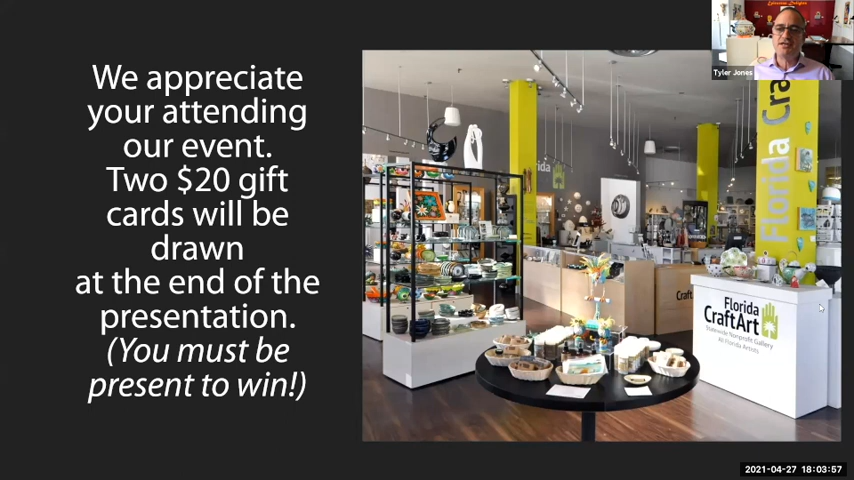 We appreciate
your attending
our event.
Two $20 gift
cards will be
drawn
at the end of the
presentation.
(You must be
present to win!)
Tyler Jones
Florida Cra
Florida
CraftArt
Statewide Nonprofit Gallery
All Florida Artists
Craft
2021-04-27 18:03:57